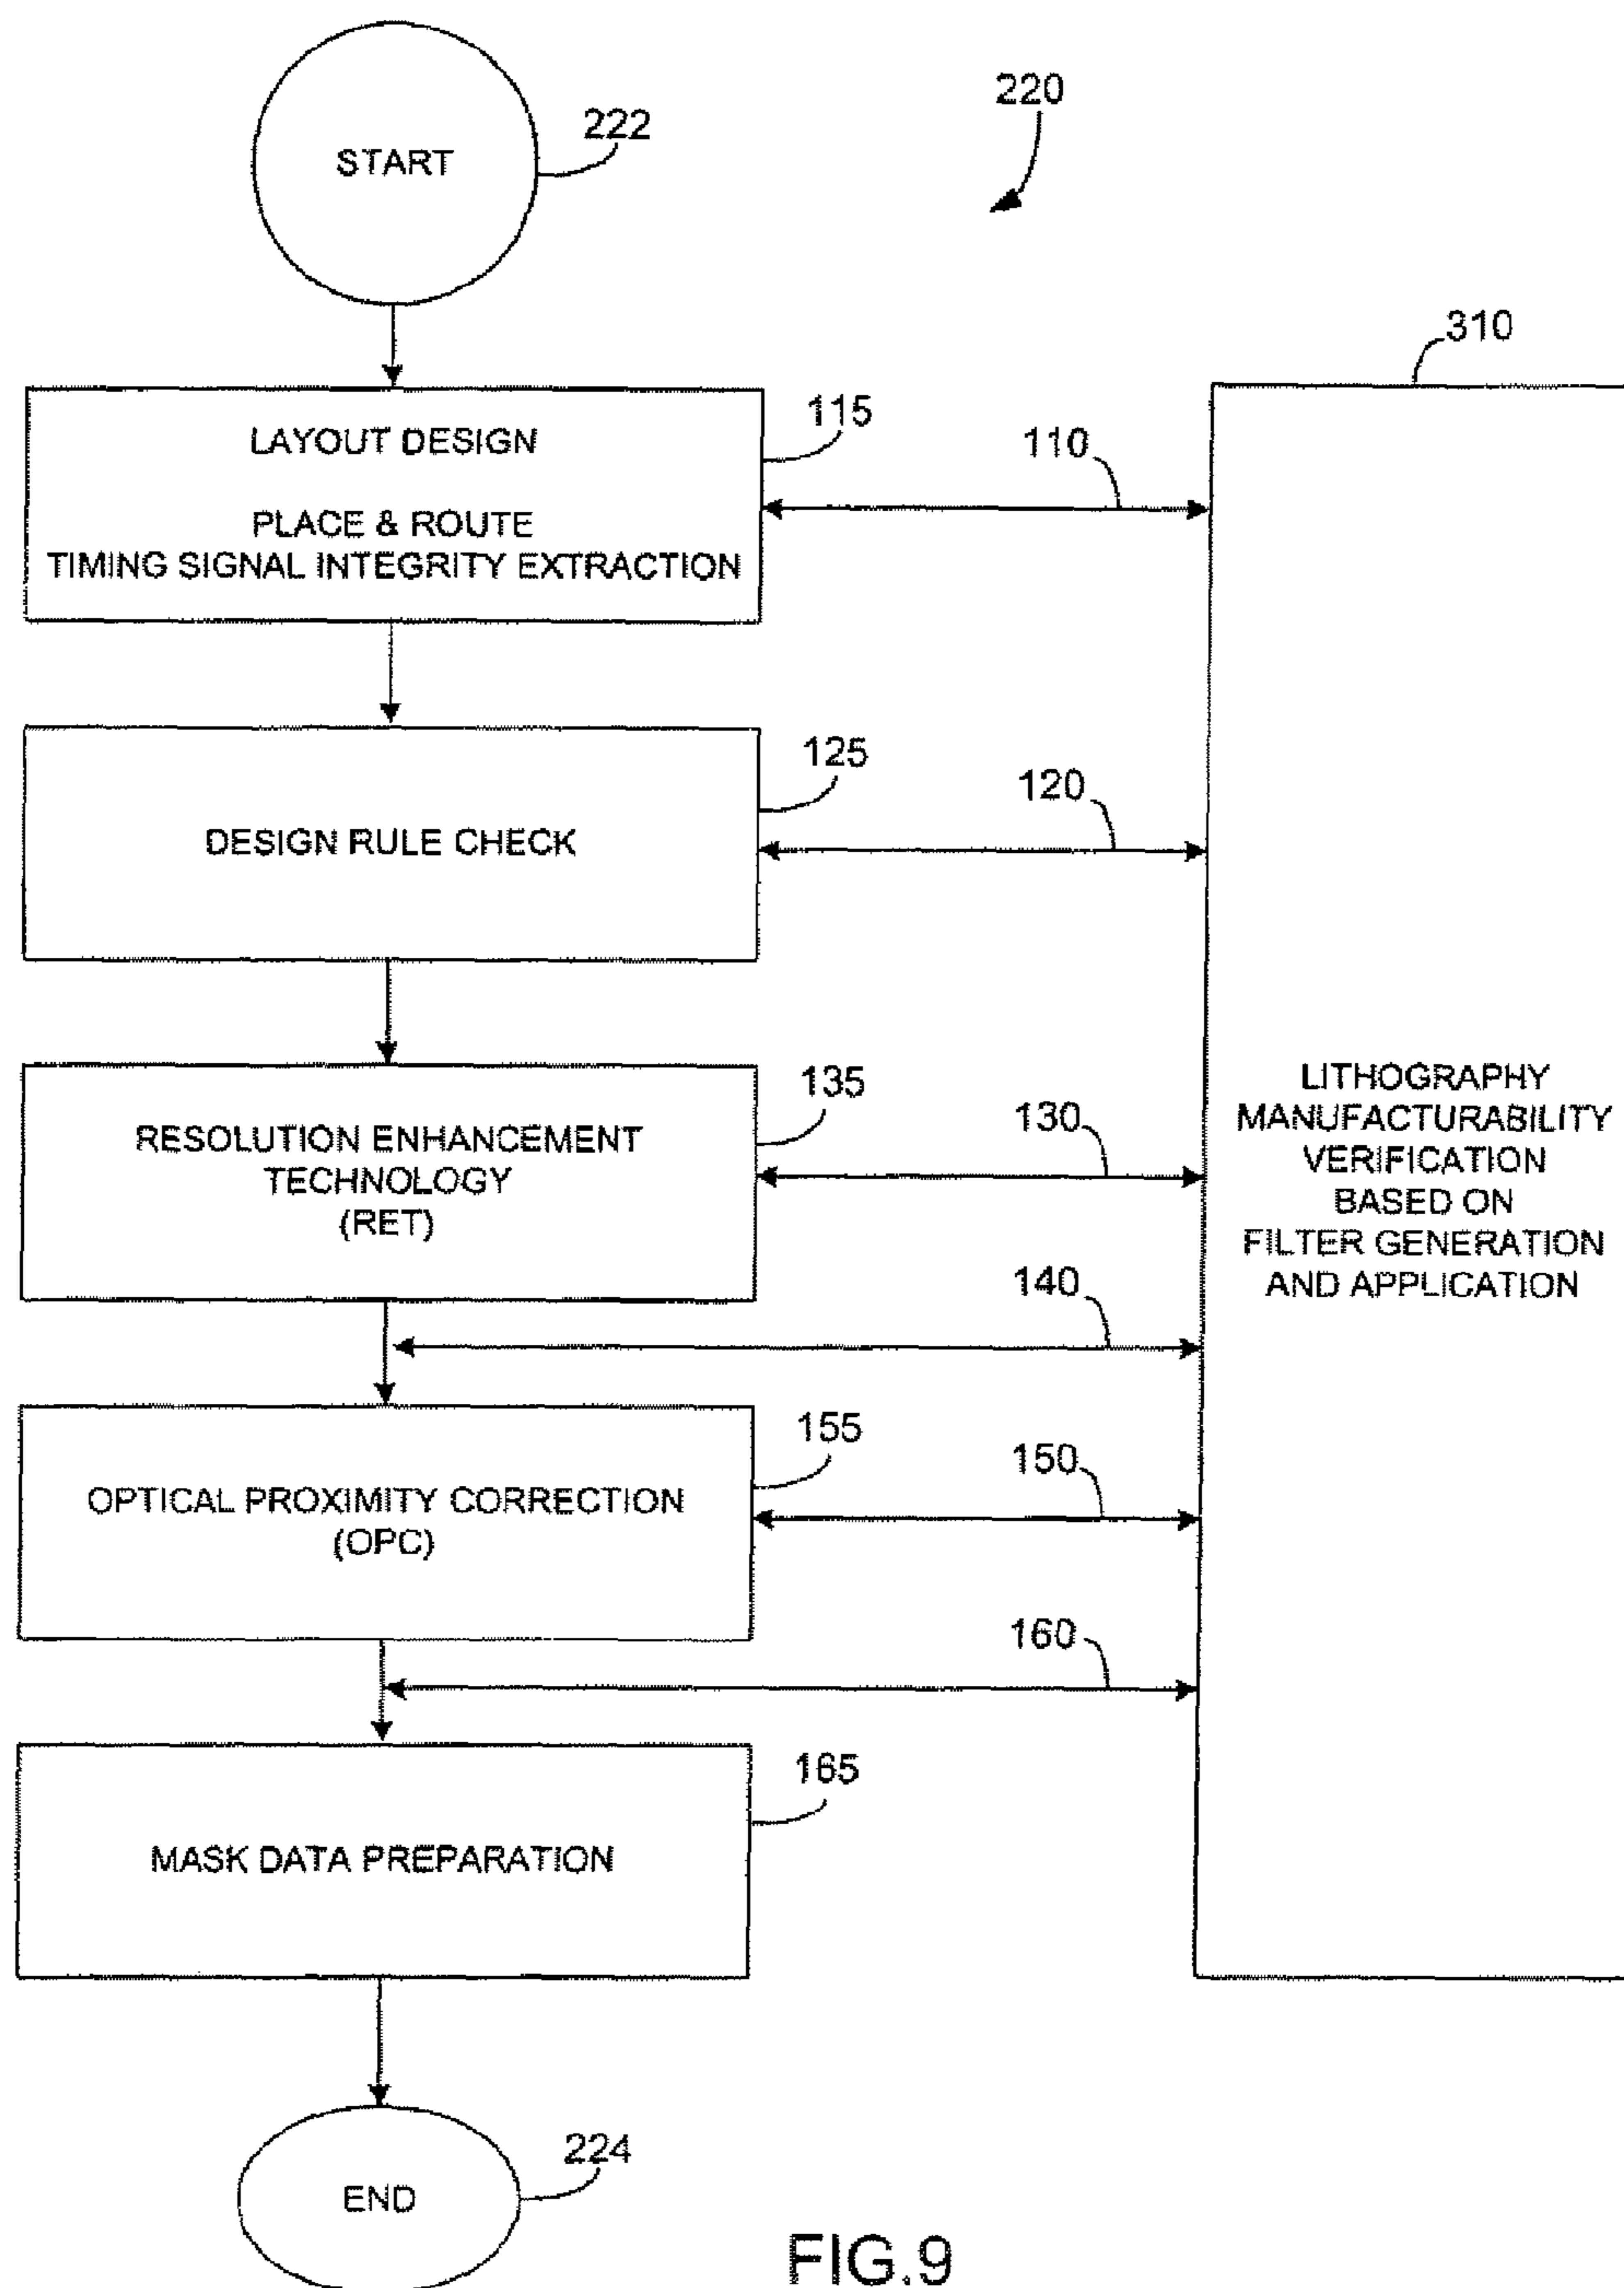 220
START
222
310
LAYOUT DESIGN
PLACE & ROUTE
TIMING SIGNAL INTEGRITY EXTRACTION
115
110
DESIGN RULE CHECK
125
120
RESOLUTION ENHANCEMENT
TECHNOLOGY
(RET)
135
130
140
LITHOGRAPHY
MANUFACTURABILITY
VERIFICATION
BASED ON
FILTER GENERATION
AND APPLICATION
OPTICAL PROXIMITY CORRECTION
(OPC)
155
150
160
MASK DATA PREPARATION
165
END
224
FIG.9